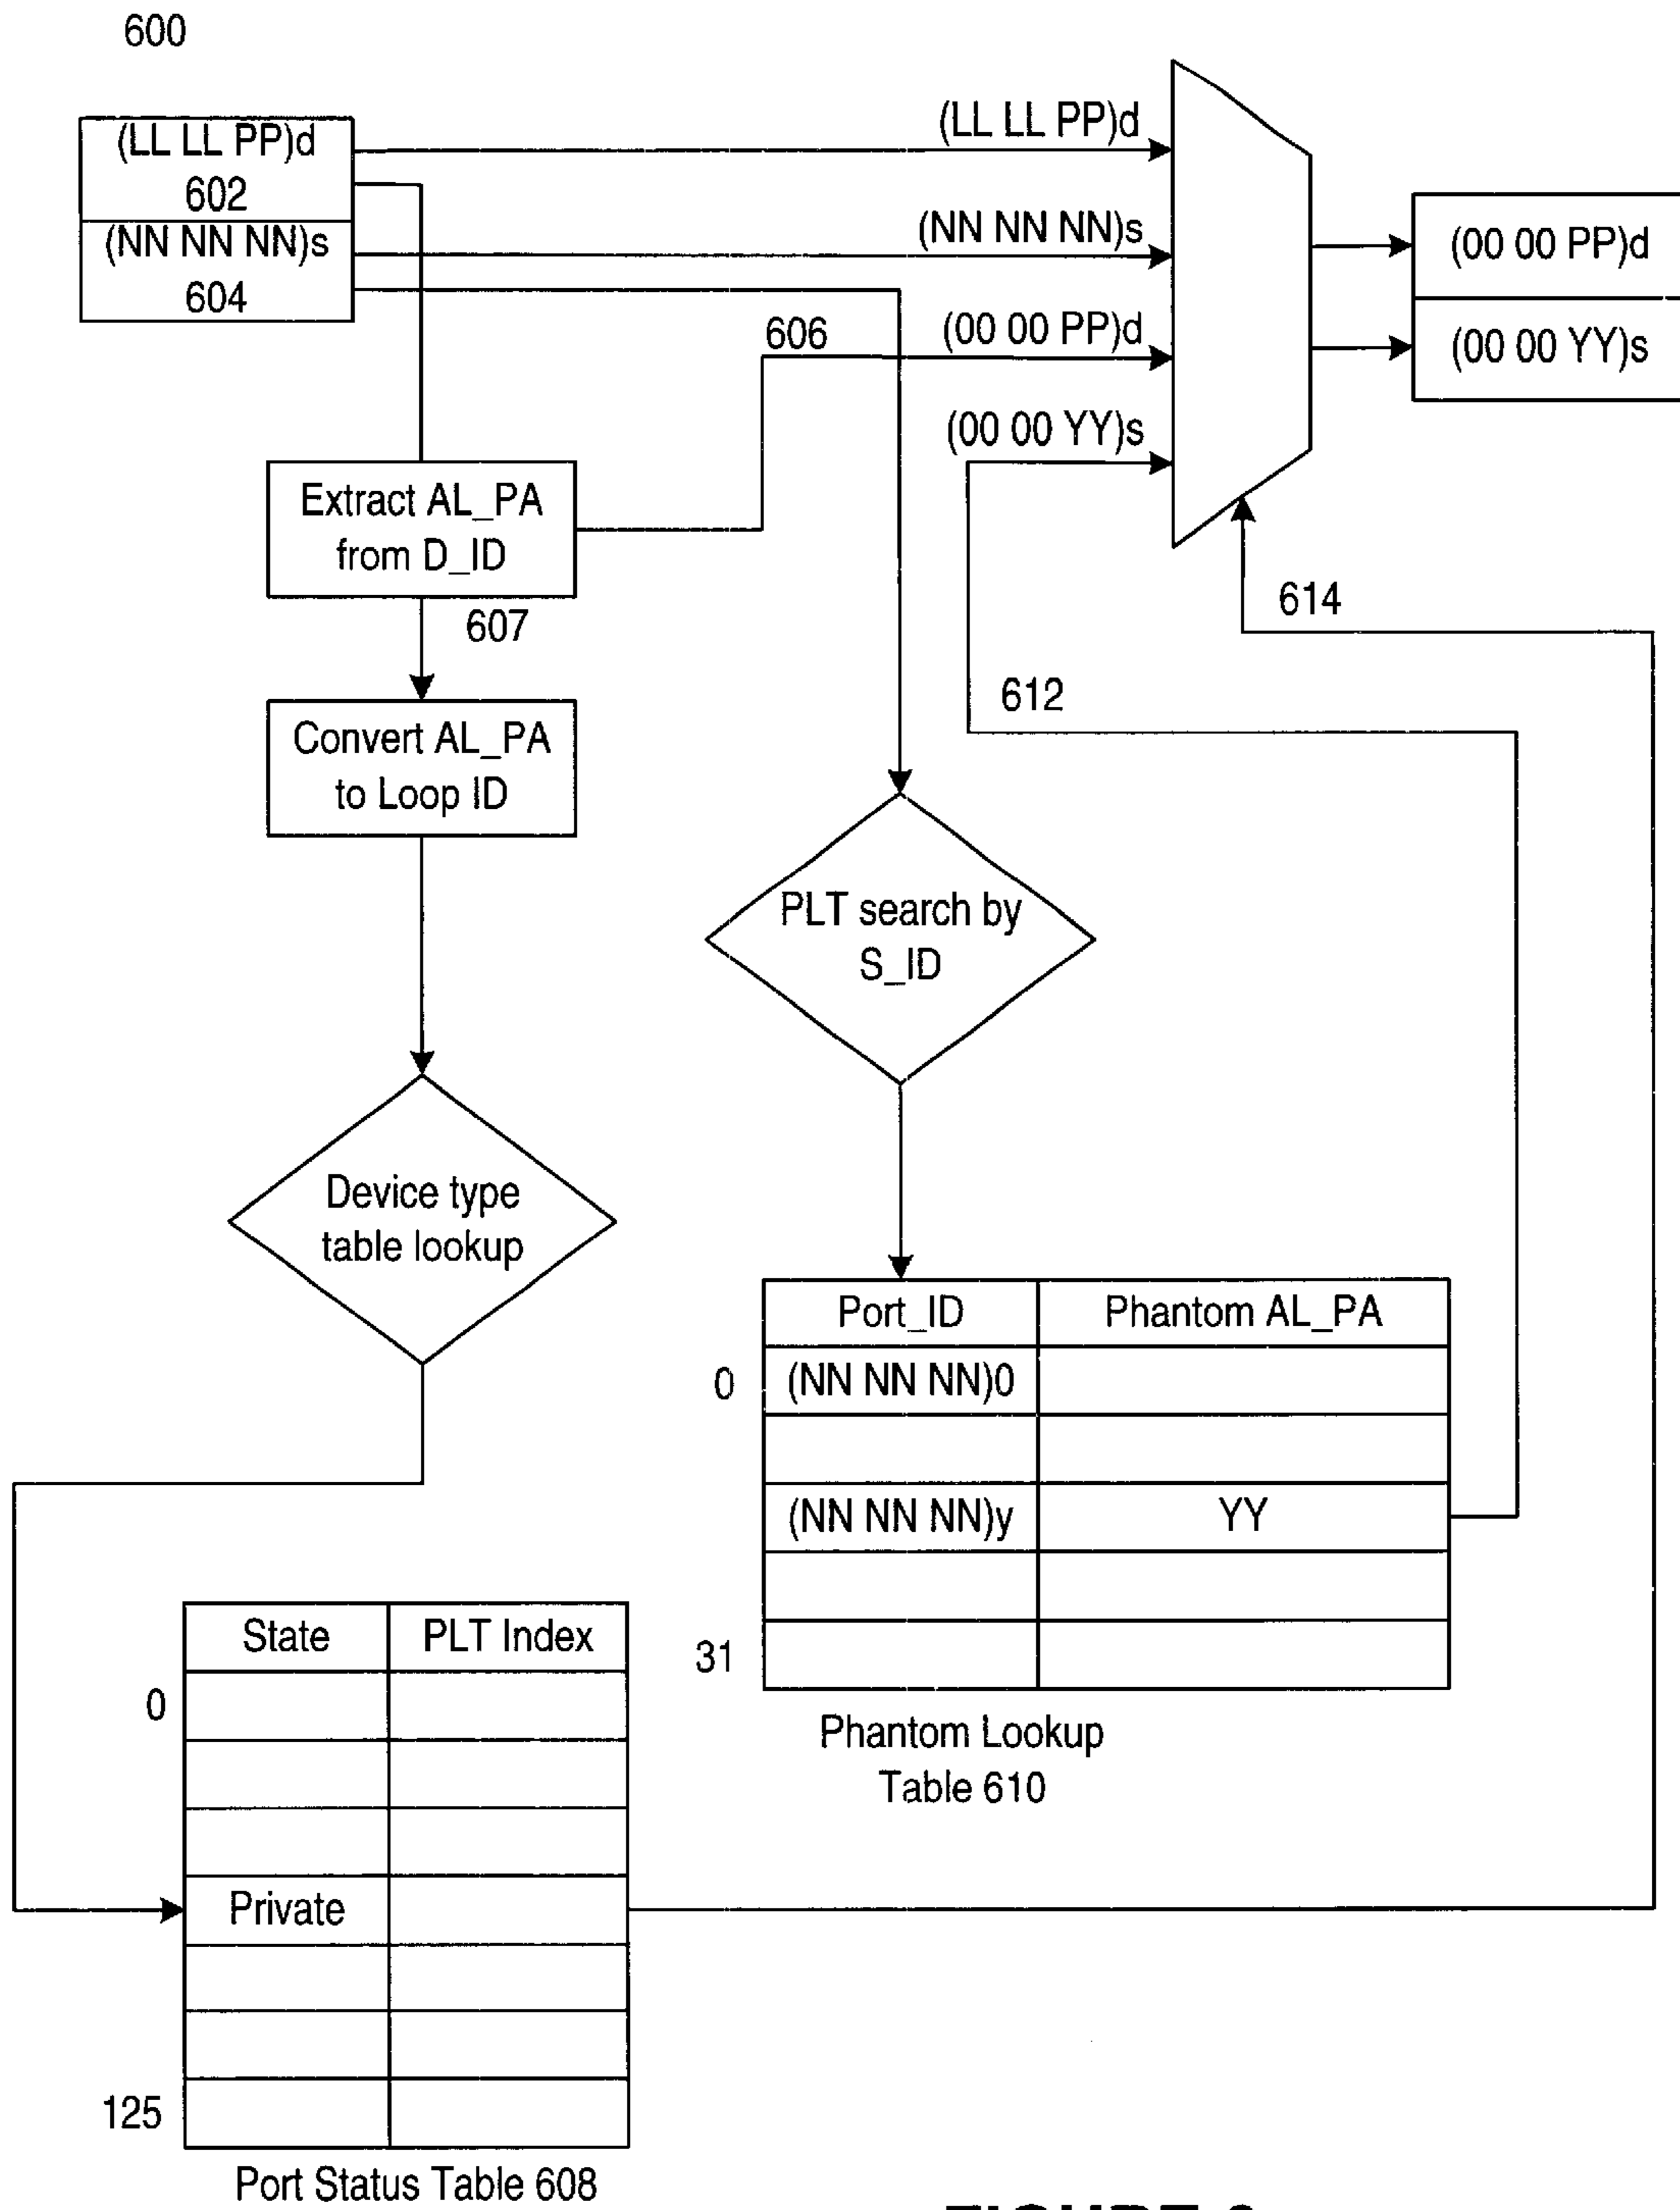 600
(LL LL PP)d
602
(NN NN NN)s
604
(LL LL PP)d
(NN NN NN)s
606
(00 00 PP)d
(00 00 YY)s
(00 00 PP)d
(00 00 YY)s
Extract AL_PA
from D_ID
607
614
612
Convert AL_PA
to Loop ID
PLT search by
S_ID
Device type
table lookup
Port_ID
Phantom AL_PA
0
(NN NN NN)0
(NN NN NN)y
YY
31
Phantom Lookup
Table 610
State
PLT Index
0
Private
125
Port Status Table 608